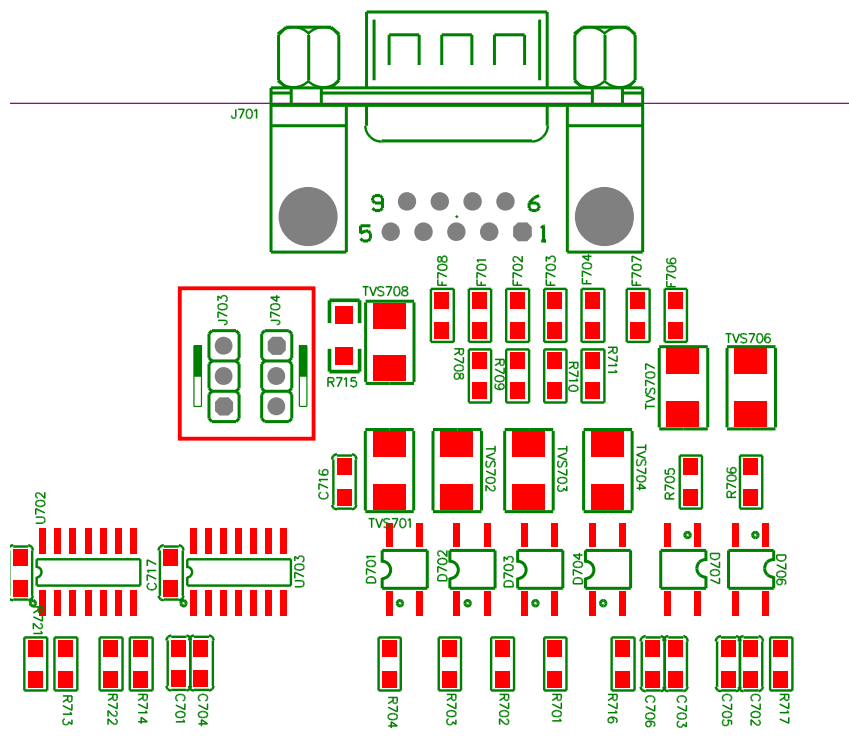 J701
9 6
5 1
F708 F701 F702 F703 F704 F707 F706
TVS708
J703 J704
TVS706
R708 R709 R710 R711
R715
TVS707
TVS702 TVS703 TVS704
C716
R705 R706
U702
TVS701
C717
U703
D701 D702 D703 D704 D707 D706
R721
R713 R722 R714 C701 C704
R704 R703 R702 R701 R716 C706 C703 C705 C702 R717